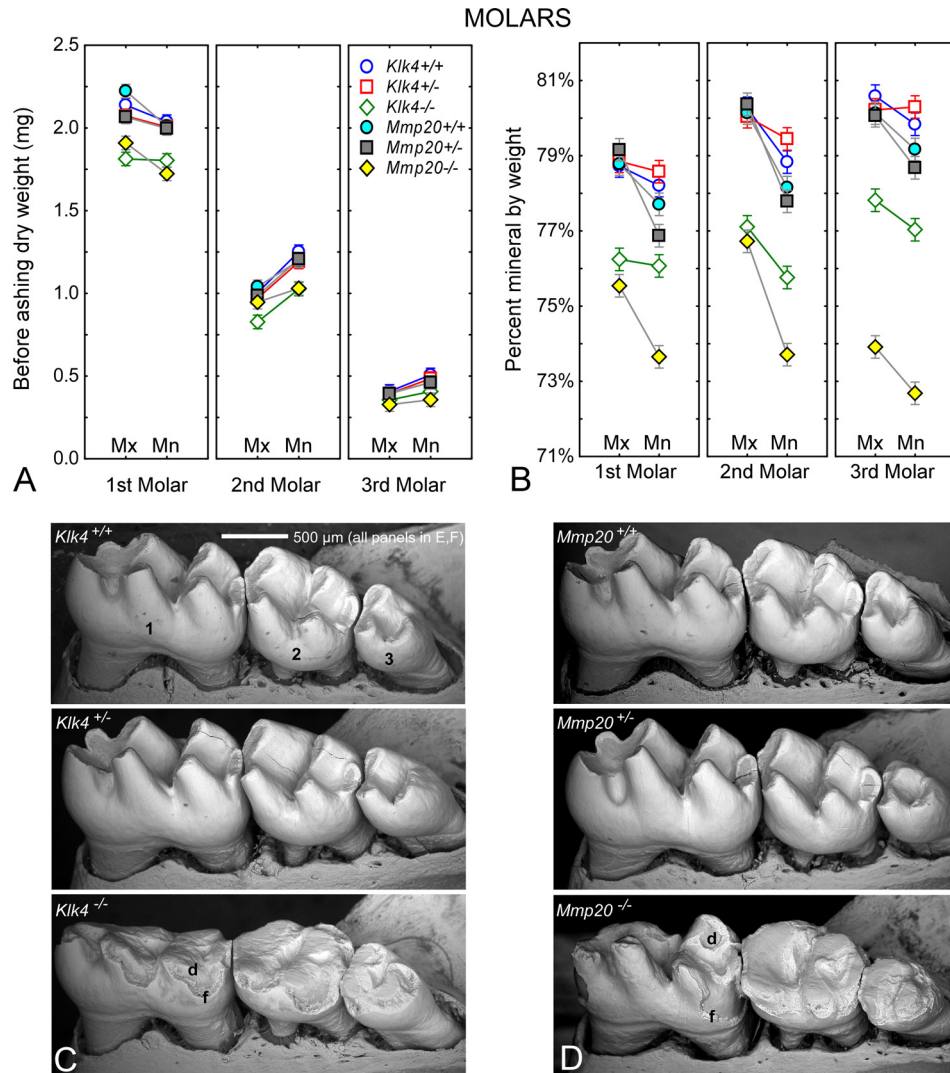 MOLARS
2.5
2.0
1.5
1.0
0.5
0.0
Before ashing dry weight (mg)
Klk4+/+
Klk4+/-
Klk4-/-
Mmp20+/+
Mmp20+/-
Mmp20-/-
Mx Mn
Mx Mn
Mx Mn
1st Molar
2nd Molar
3rd Molar
A
81%
79%
77%
75%
73%
71%
Percent mineral by weight
Mx Mn
Mx Mn
Mx Mn
1st Molar
2nd Molar
3rd Molar
B
Klk4 +/+
500 µm (all panels in E,F)
1
2
3
Klk4 +/-
Klk4 -/-
d
f
C
Mmp20 +/+
Mmp20 +/-
Mmp20 -/-
d
f
D